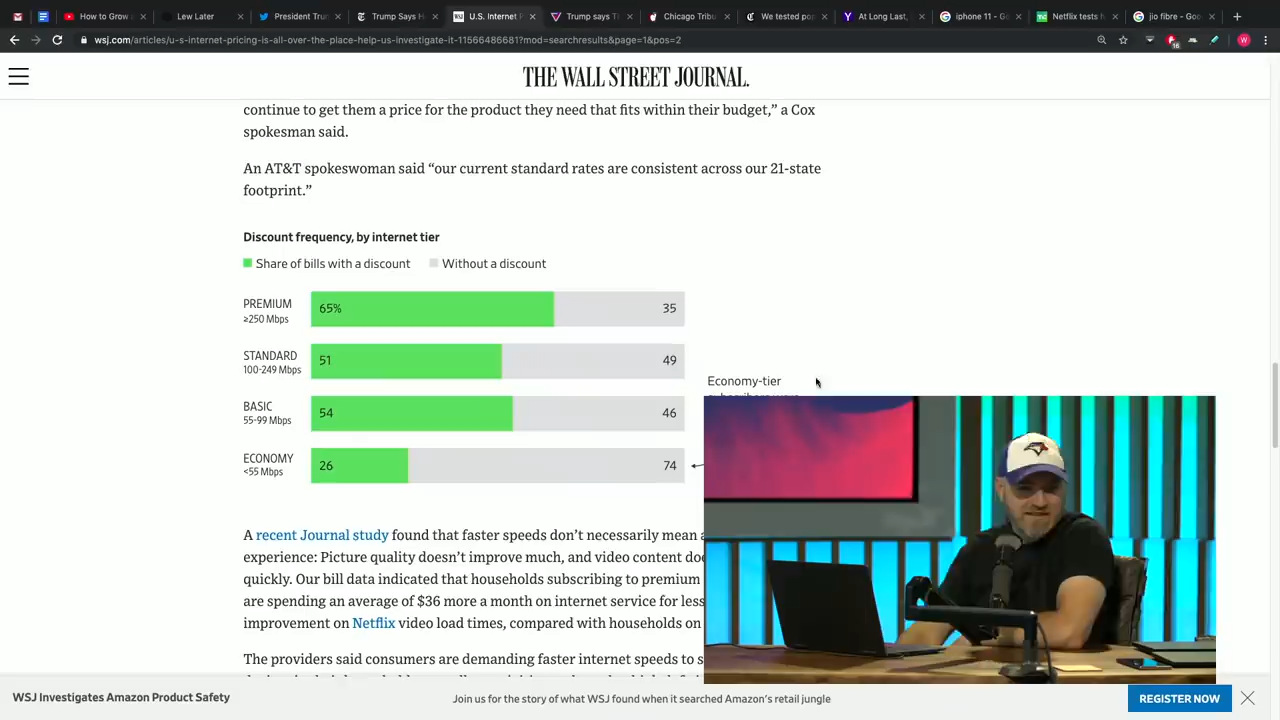 How to Grow
Lew Later
President Trum
Trump Says H
U.S. Internet P
Trump says T
Chicago Tribu
We tested po
At Long Last,
iphone 11 - Go
Netflix tests
jio fibre - Goo
wsj.com/articles/u-s-internet-pricing-is-all-over-the-place-help-us-investigate-it-11566486681?mod=searchresults&page=1&pos=2
THE WALL STREET JOURNAL.
continue to get them a price for the product they need that fits within their budget,” a Cox
spokesman said.
An AT&T spokeswoman said “our current standard rates are consistent across our 21-state
footprint.”
Discount frequency, by internet tier
Share of bills with a discount Without a discount
PREMIUM
≥250 Mbps
65% 35
STANDARD
100-249 Mbps
51 49
Economy-tier
BASIC
55-99 Mbps
54 46
ECONOMY
<55 Mbps
26 74
A recent Journal study found that faster speeds don’t necessarily mean a
experience: Picture quality doesn’t improve much, and video content doe
quickly. Our bill data indicated that households subscribing to premium
are spending an average of $36 more a month on internet service for less
improvement on Netflix video load times, compared with households on
The providers said consumers are demanding faster internet speeds to s
WSJ Investigates Amazon Product Safety
Join us for the story of what WSJ found when it searched Amazon’s retail jungle
REGISTER NOW